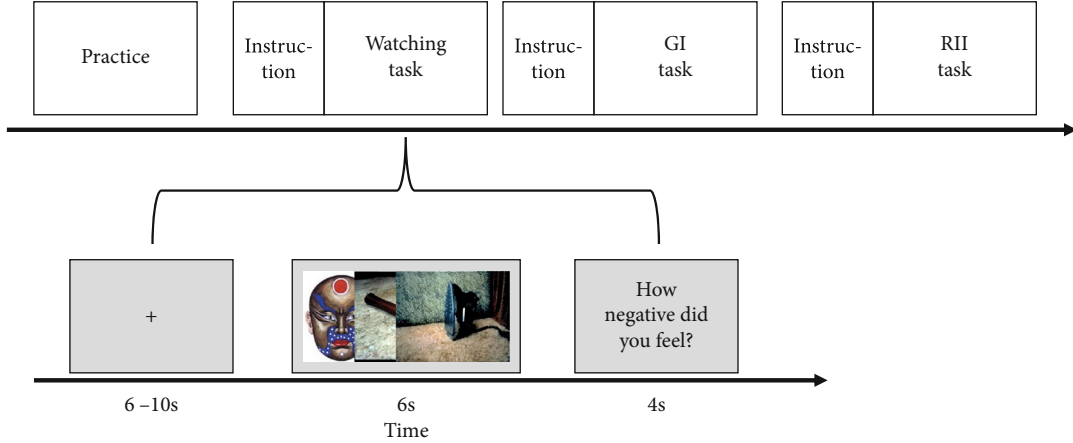 Practice
Instruc-
tion
Watching
task
Instruc-
tion
GI
task
Instruc-
tion
RII
task
+
How
negative did
you feel?
6 –10s
6s
4s
Time